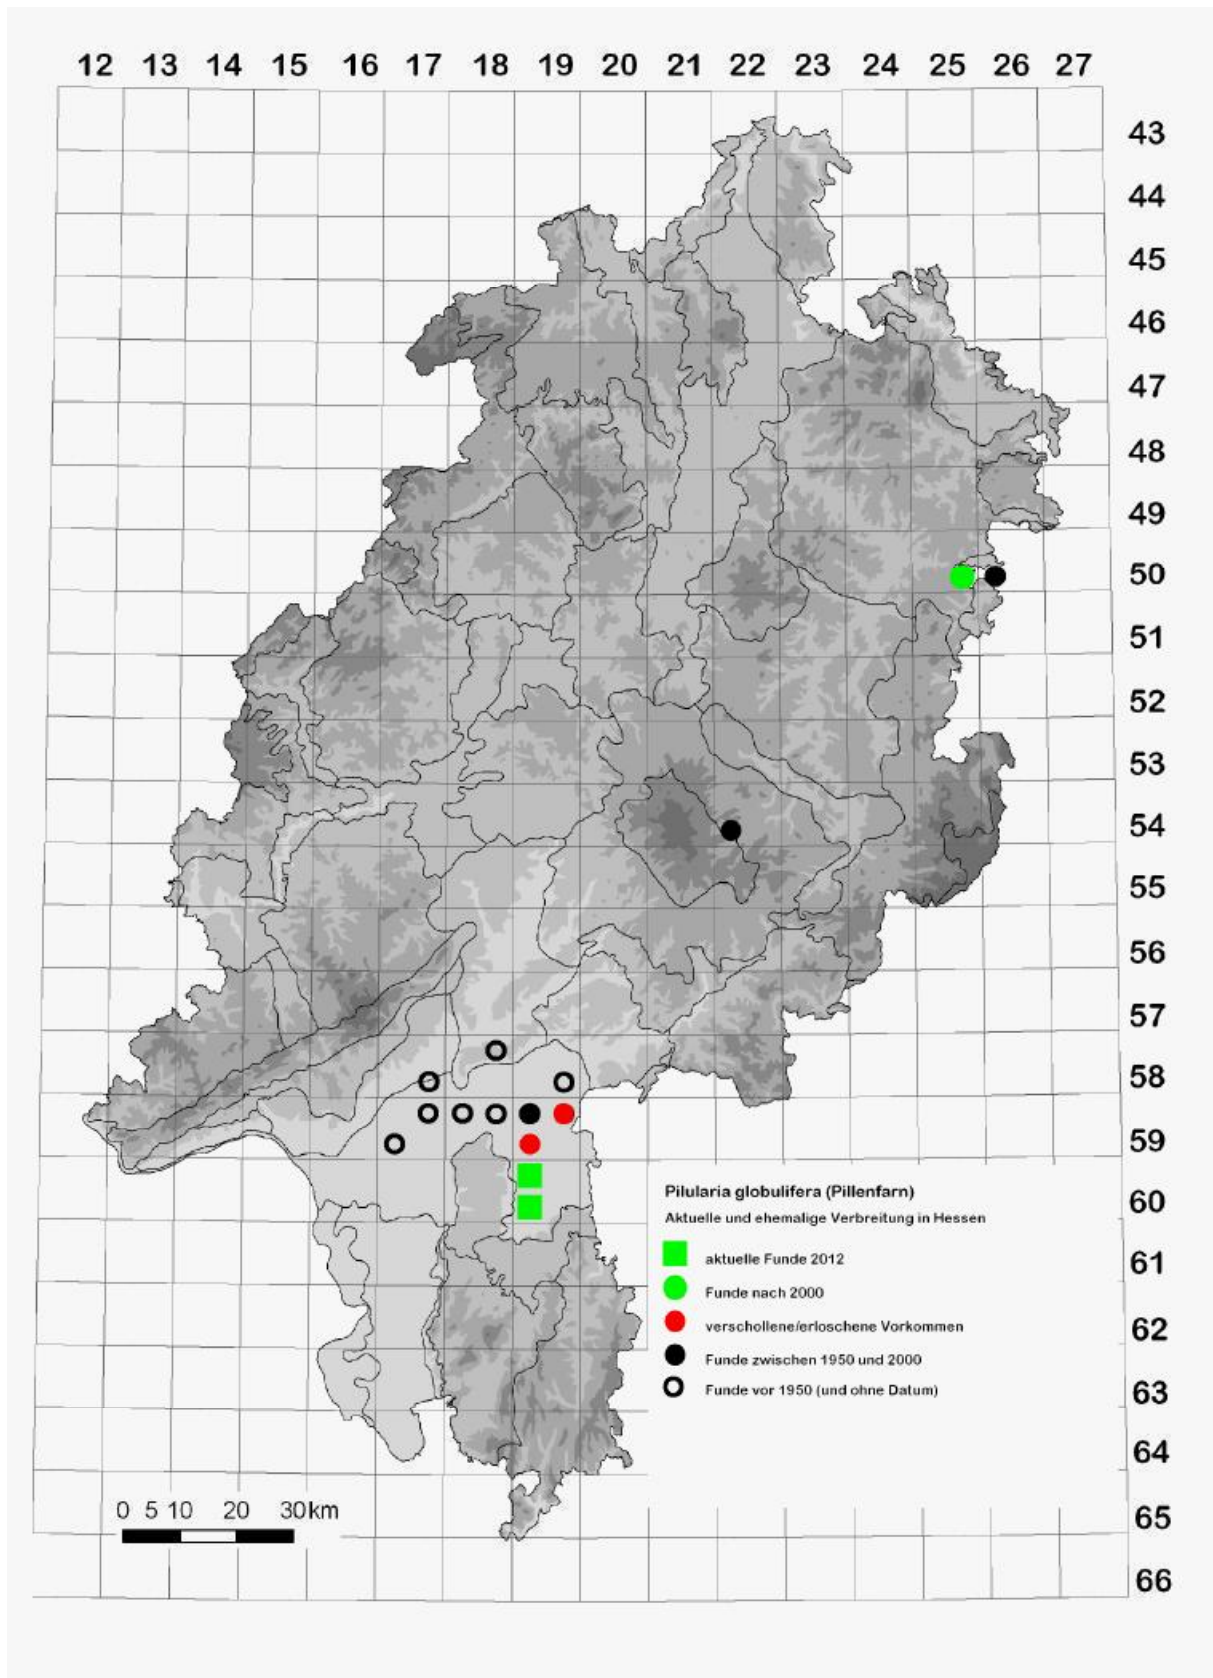 12 13 14 15 16 17 18 19 20 21 22 23 24 25 26 27
43
44
45
46
47
48
49
50
51
52
53
54
55
56
57
58
59
60
61
62
63
64
65
66
Pilularia globulifera (Pillenfarn)
Aktuelle und ehemalige Verbreitung in Hessen
aktuelle Funde 2012
Funde nach 2000
verschollene/erloschene Vorkommen
Funde zwischen 1950 und 2000
Funde vor 1950 (und ohne Datum)
0 5 10 20 30km